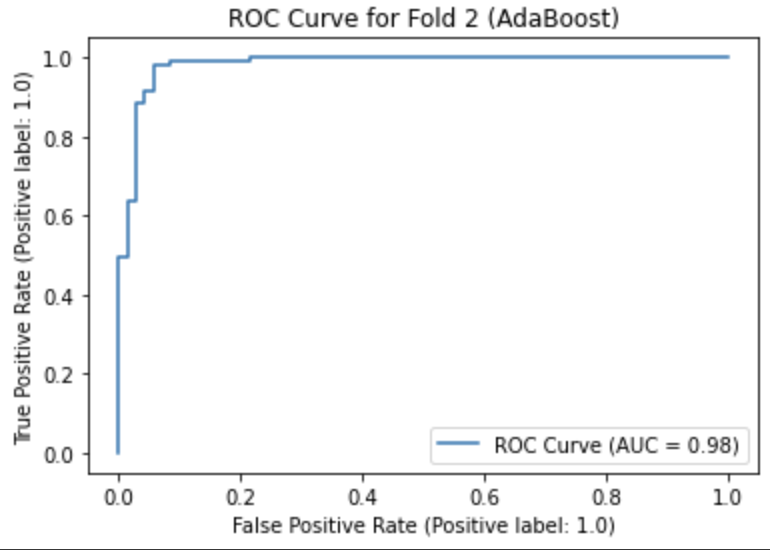 ROC Curve for Fold 2 (AdaBoost)
True Positive Rate (Positive label: 1.0)
1.0
0.8
0.6
0.4
0.2
0.0
ROC Curve (AUC = 0.98)
0.0 0.2 0.4 0.6 0.8 1.0
False Positive Rate (Positive label: 1.0)